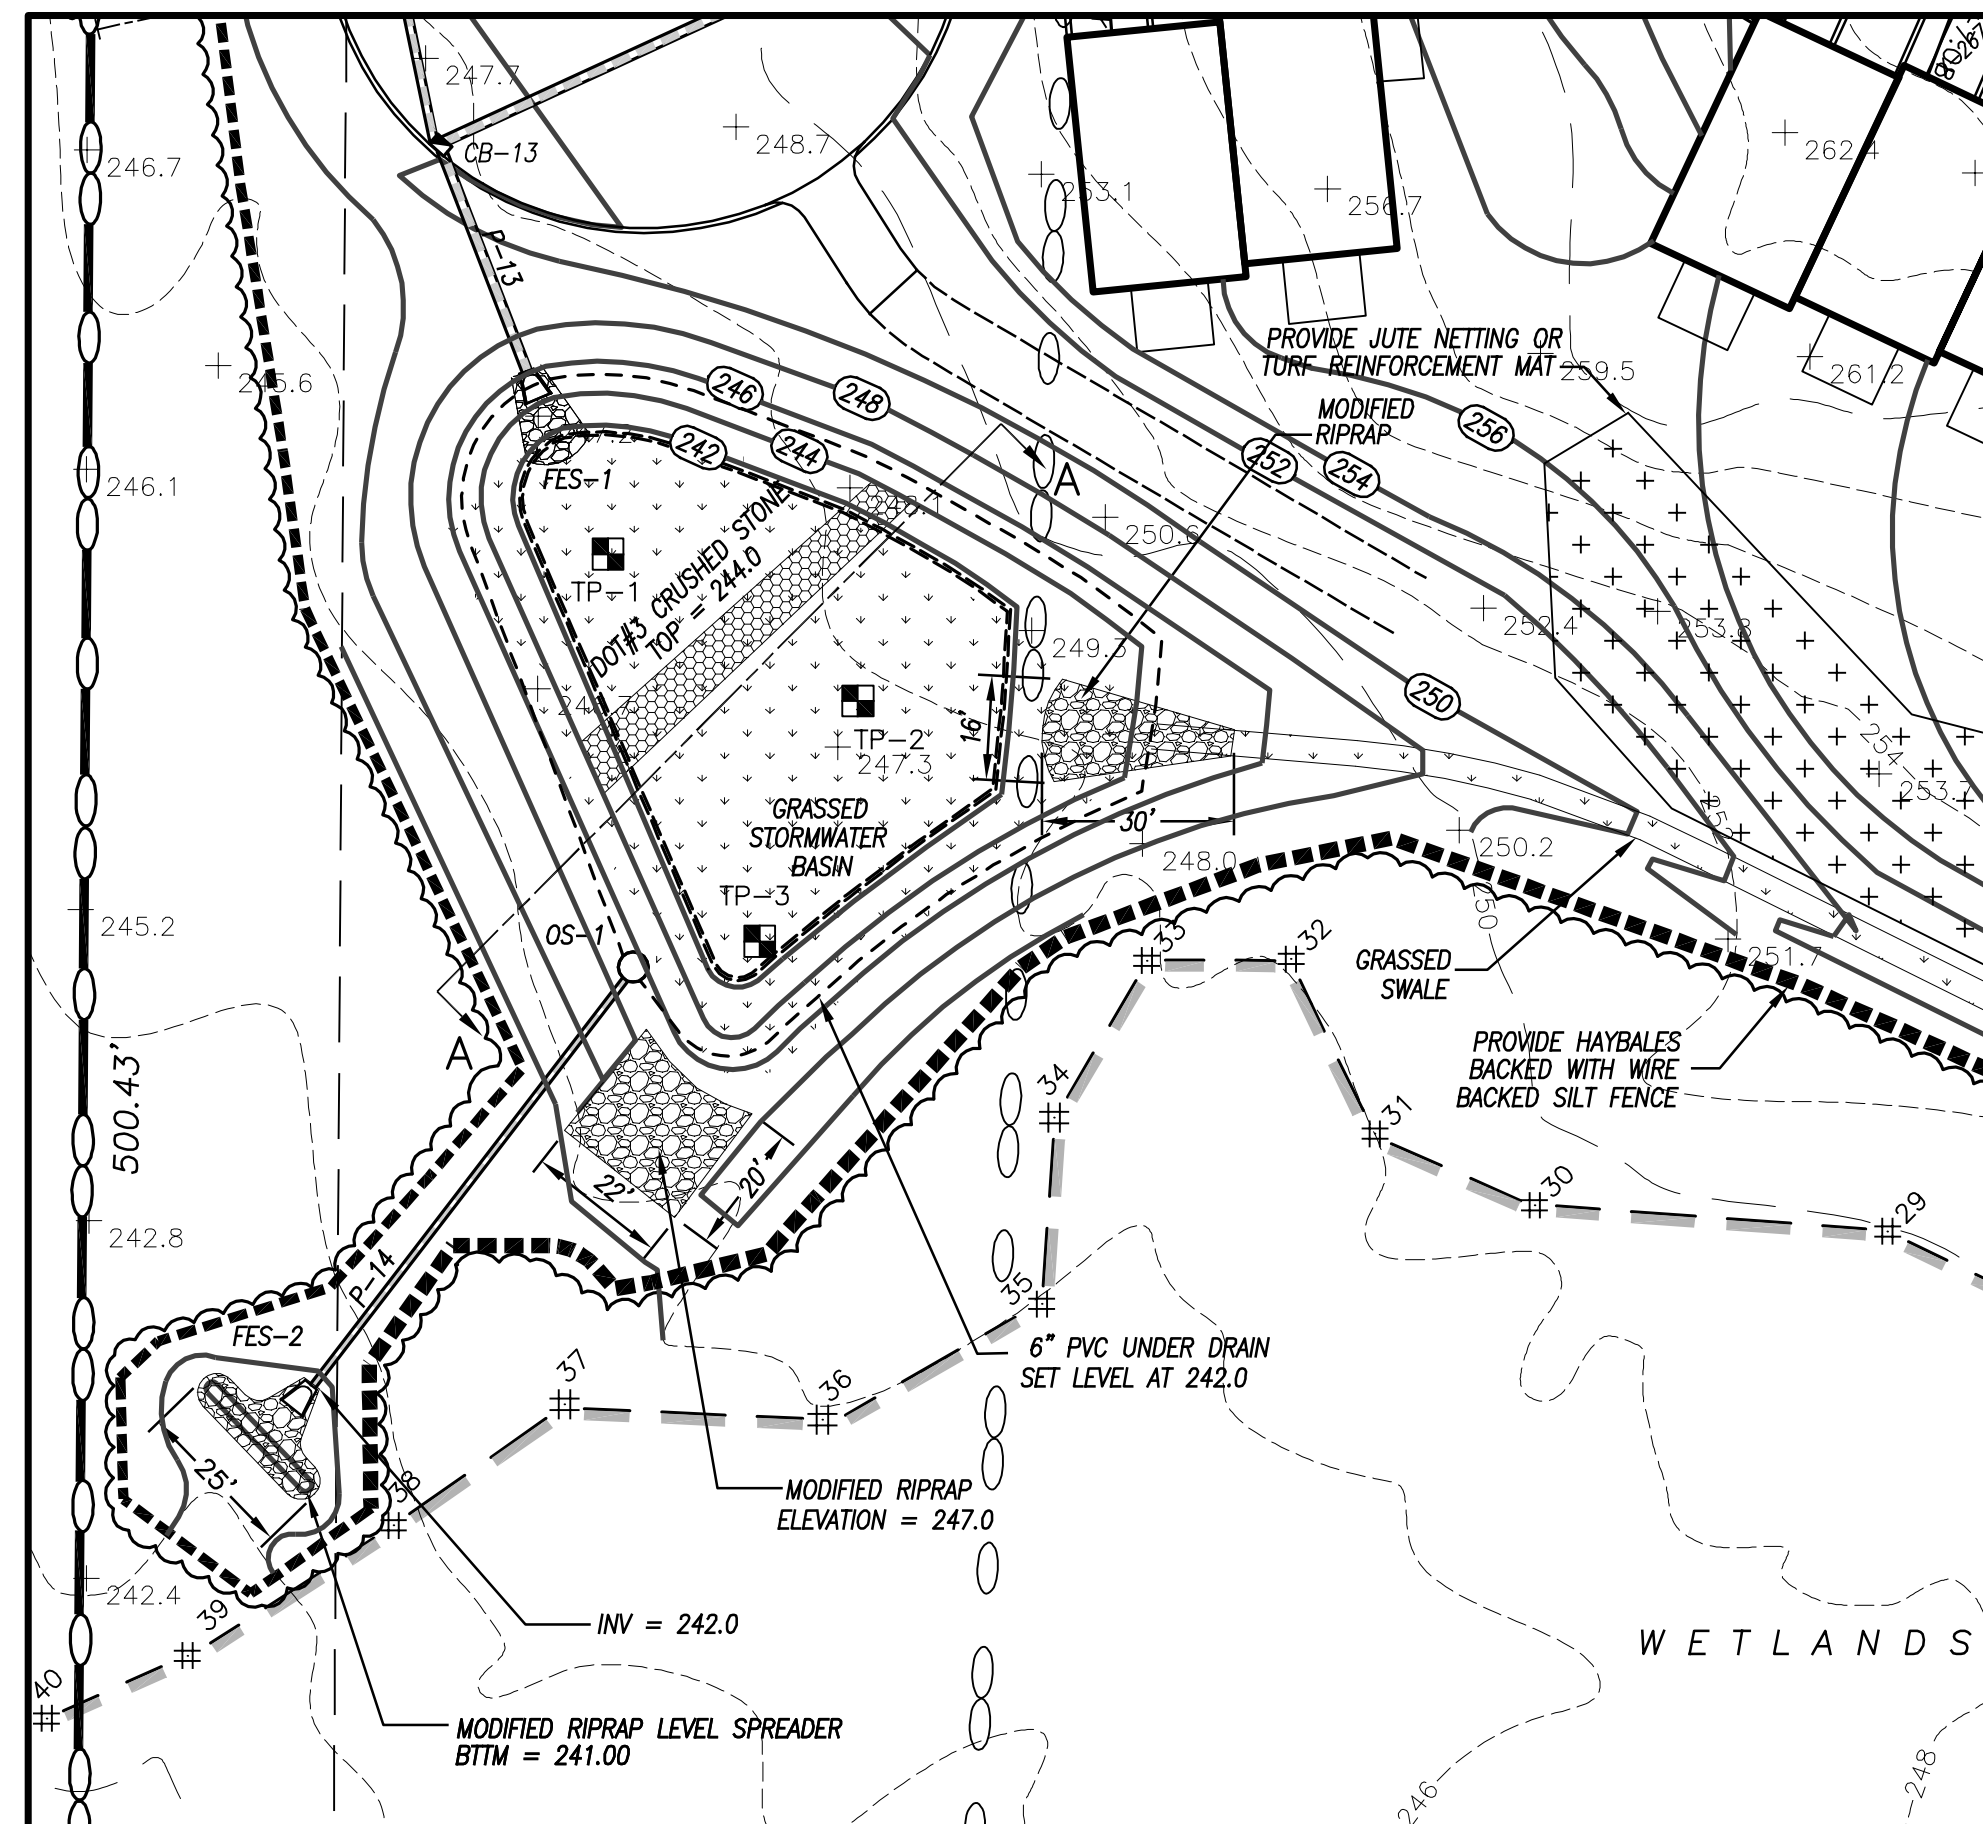 247.7
248.7
CB-13
246.7
253.1
256.7
262.4
P-13
PROVIDE JUTE NETTING OR
TURF REINFORCEMENT MAT
259.5
261.2
245.6
246
248
MODIFIED
RIPRAP
256
242
244
252
254
FES-1
A
246.1
250.6
DOT#3 CRUSHED STONE
TOP = 244.0
TP-1
252.4
253.8
249.3
250
16'
TP-2
247.3
254
253.7
GRASSED
STORMWATER
BASIN
30'
248.0
250.2
250
TP-3
245.2
OS-1
33
32
GRASSED
SWALE
251.7
500.43'
A
34
31
PROVIDE HAYBALES
BACKED WITH WIRE
BACKED SILT FENCE
22'
20'
30
29
242.8
P-14
35
FES-2
6" PVC UNDER DRAIN
SET LEVEL AT 242.0
37
36
25'
38
MODIFIED RIPRAP
ELEVATION = 247.0
242.4
39
INV = 242.0
WETLANDS
40
MODIFIED RIPRAP LEVEL SPREADER
BTTM = 241.00
246
248